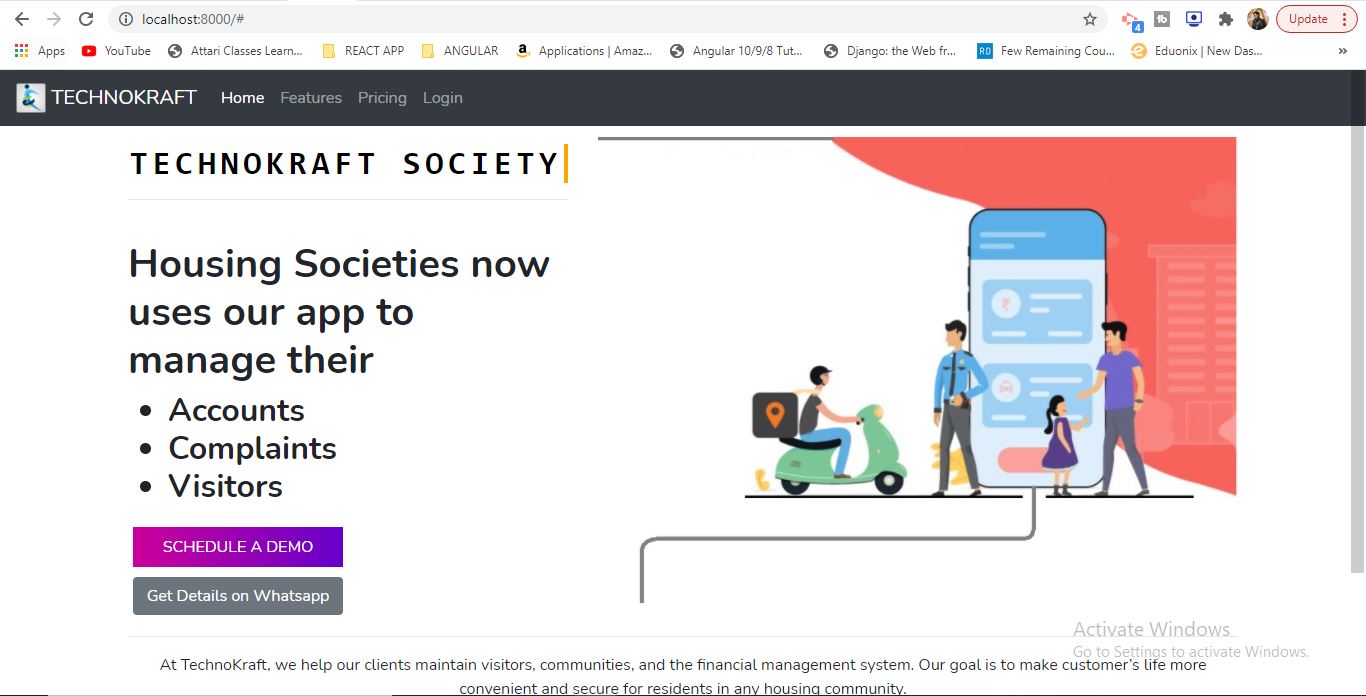 localhost:8000/#
4
tb
Update
Apps
YouTube
Attari Classes Learn...
REACT APP
ANGULAR
a
Applications | Amaz...
Angular 10/9/8 Tut...
Django: the Web fr...
RD
Few Remaining Cou...
e
Eduonix | New Das...
»
TECHNOKRAFT
Home
Features
Pricing
Login
TECHNOKRAFT SOCIETY
Housing Societies now
uses our app to
manage their
• Accounts
• Complaints
• Visitors
₹
SCHEDULE A DEMO
Get Details on Whatsapp
Activate Windows
Go to Settings to activate Windows.
At TechnoKraft, we help our clients maintain visitors, communities, and the financial management system. Our goal is to make customer's life more
convenient and secure for residents in any housing community.